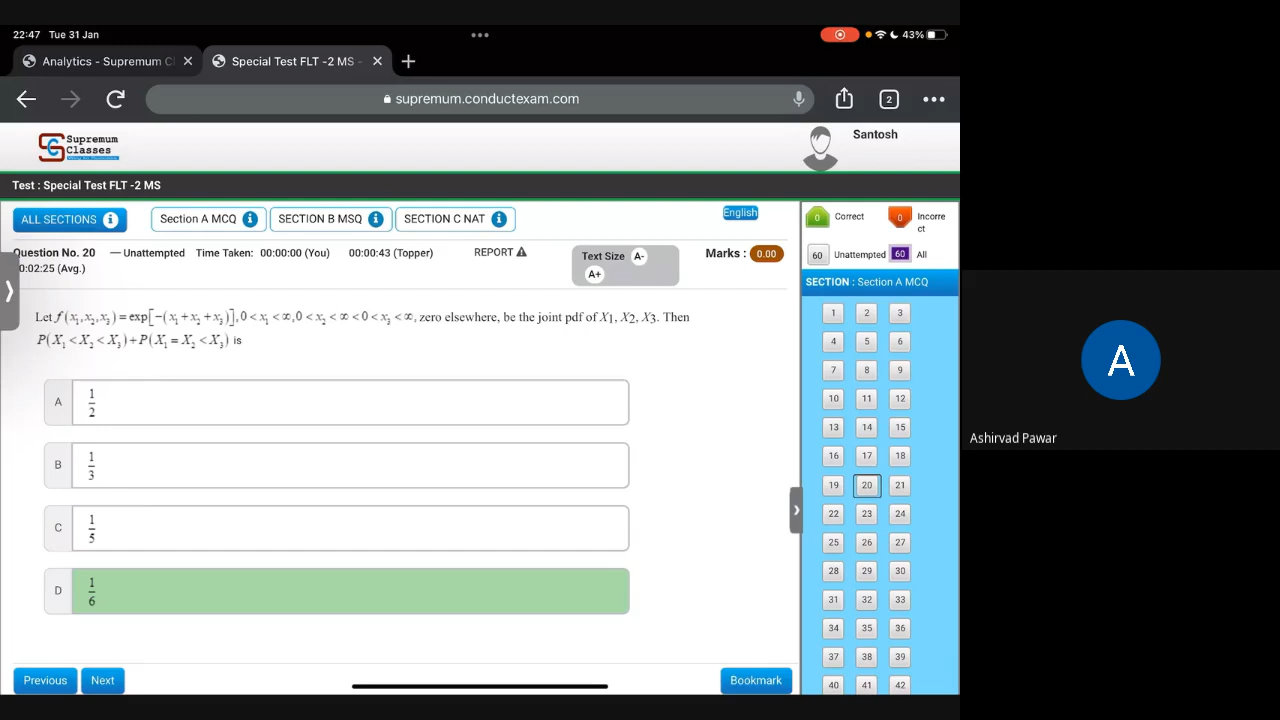 22:47 Tue 31 Jan
43%
Analytics - Supremum Cl
Special Test FLT -2 MS -
supremum.conductexam.com
2
Supremum
Classes
Santosh
Test : Special Test FLT -2 MS
ALL SECTIONS
Section A MCQ
SECTION B MSQ
SECTION C NAT
English
0 Correct
0 Incorre
ct
Question No. 20
— Unattempted
Time Taken: 00:00:00 (You)
00:00:43 (Topper)
REPORT
Text Size A-
A+
Marks : 0.00
0:02:25 (Avg.)
60 Unattempted
60 All
SECTION : Section A MCQ
Let f(x₁,x₂,x₃)=exp[-(x₁+x₂+x₃)],0<x₁<∞,0<x₂<∞<0<x₃<∞, zero elsewhere, be the joint pdf of X₁, X₂, X₃. Then
P(X₁<X₂<X₃)+P(X₁=X₂<X₃) is
A 1/2
B 1/3
C 1/5
D 1/6
1 2 3
4 5 6
7 8 9
10 11 12
13 14 15
16 17 18
19 20 21
22 23 24
25 26 27
28 29 30
31 32 33
34 35 36
37 38 39
40 41 42
Previous
Next
Bookmark
A
Ashirvad Pawar